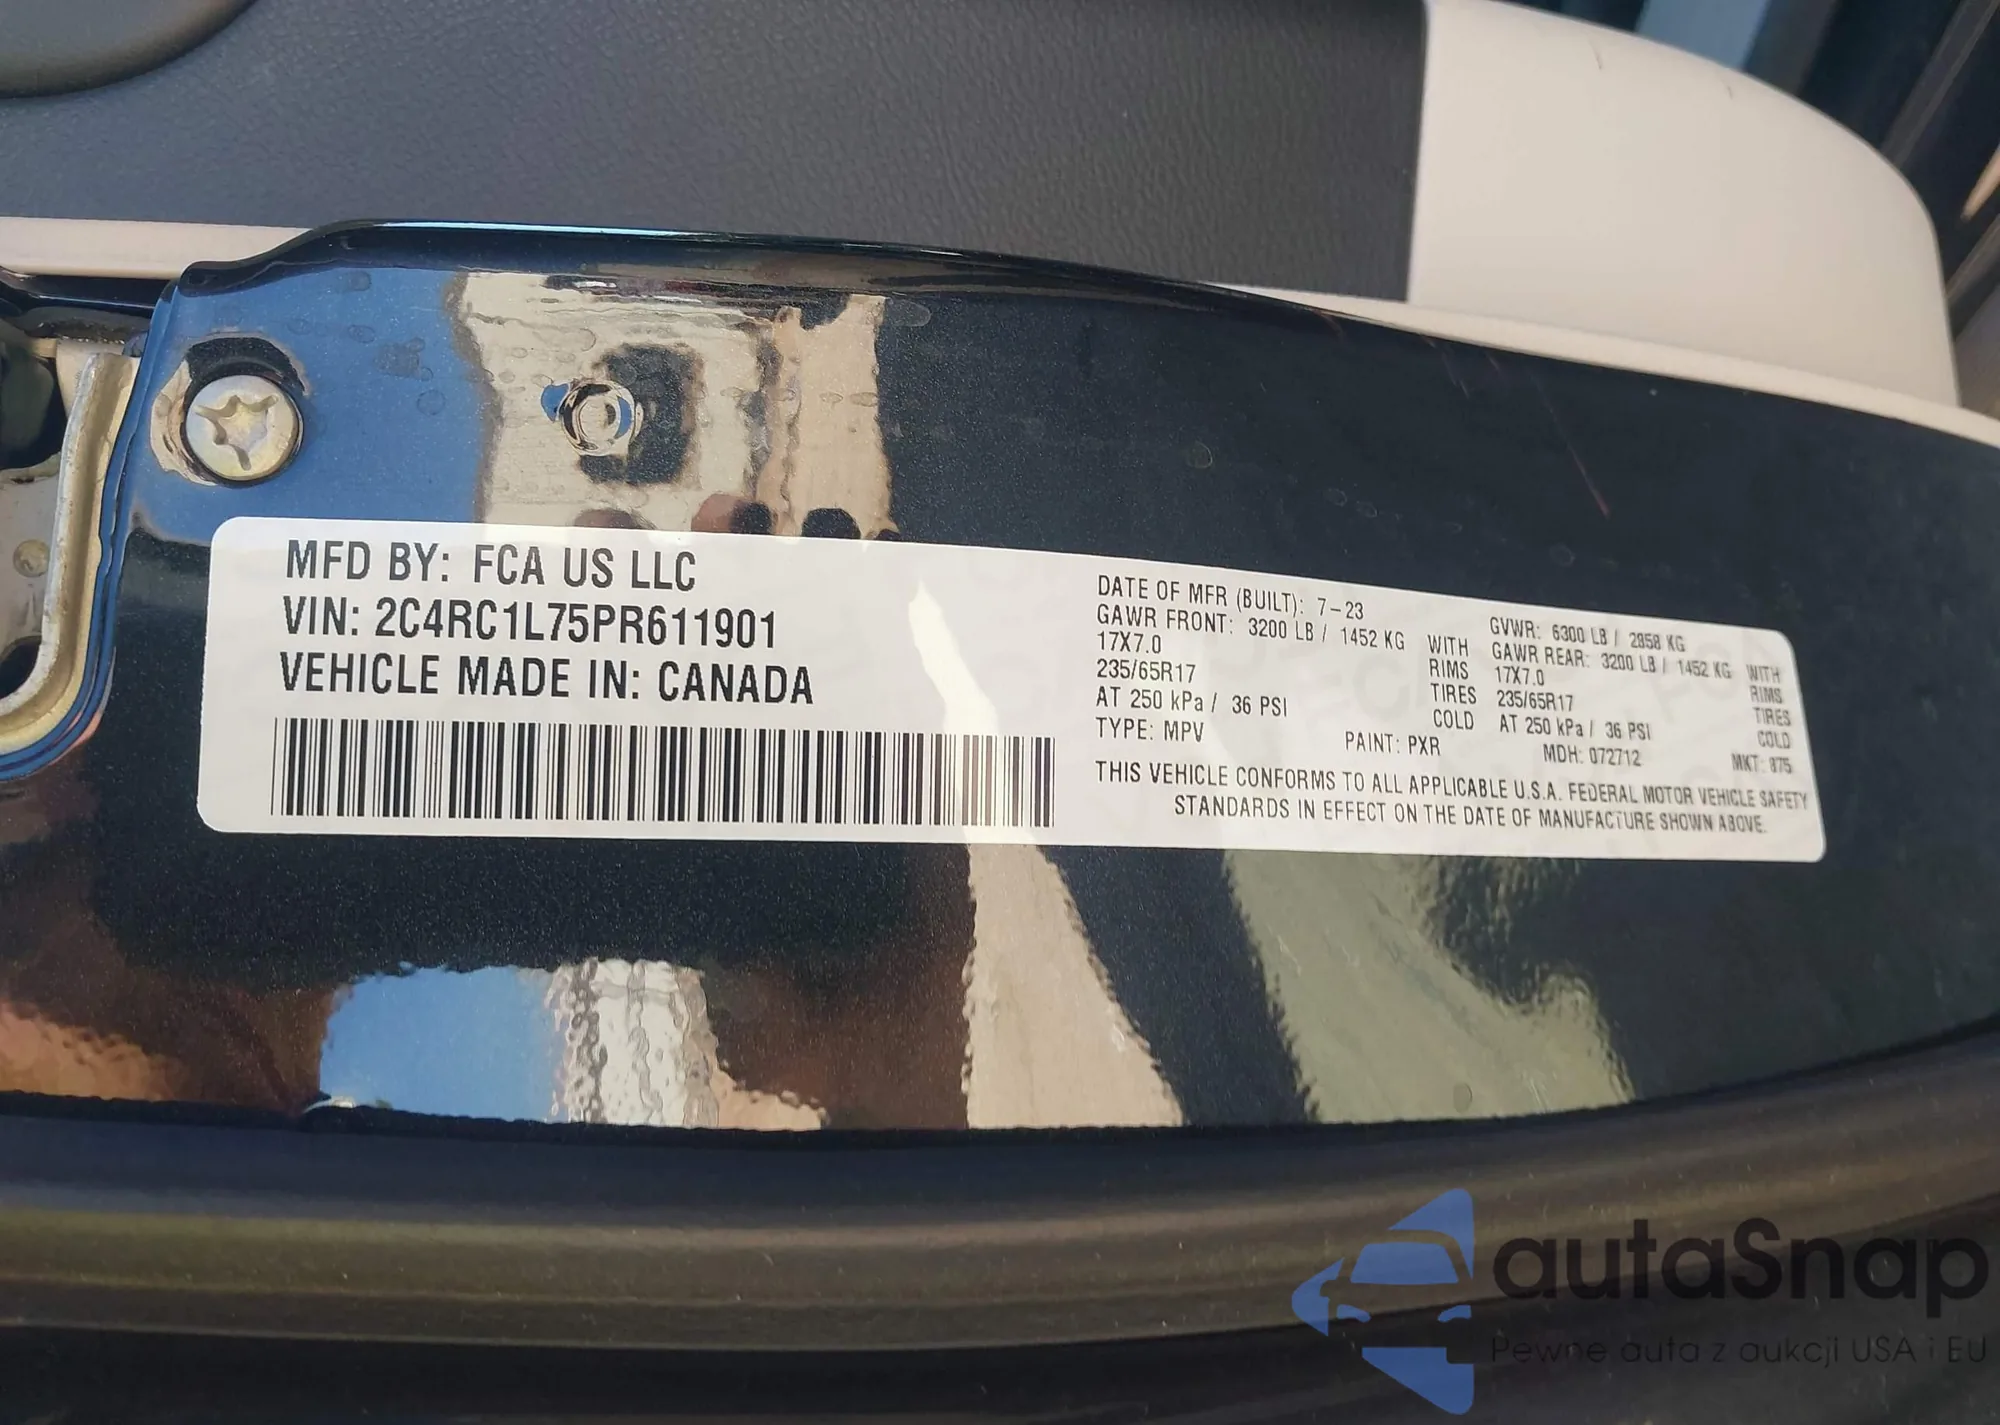 MFD BY: FCA US LLC
VIN: 2C4RC1L75PR611901
VEHICLE MADE IN: CANADA
DATE OF MFR (BUILT): 7-23 GVWR: 6300 LB / 2858 KG
GAWR FRONT: 3200 LB / 1452 KG WITH GAWR REAR: 3200 LB / 1452 KG WITH
17X7.0 RIMS 17X7.0 RIMS
235/65R17 TIRES 235/65R17 TIRES
AT 250 kPa / 36 PSI COLD AT 250 kPa / 36 PSI COLD
TYPE: MPV PAINT: PXR MDH: 072712 MKT: 875
THIS VEHICLE CONFORMS TO ALL APPLICABLE U.S.A. FEDERAL MOTOR VEHICLE SAFETY
STANDARDS IN EFFECT ON THE DATE OF MANUFACTURE SHOWN ABOVE.
autaSnap
Pewne auta z aukcji USA i EU